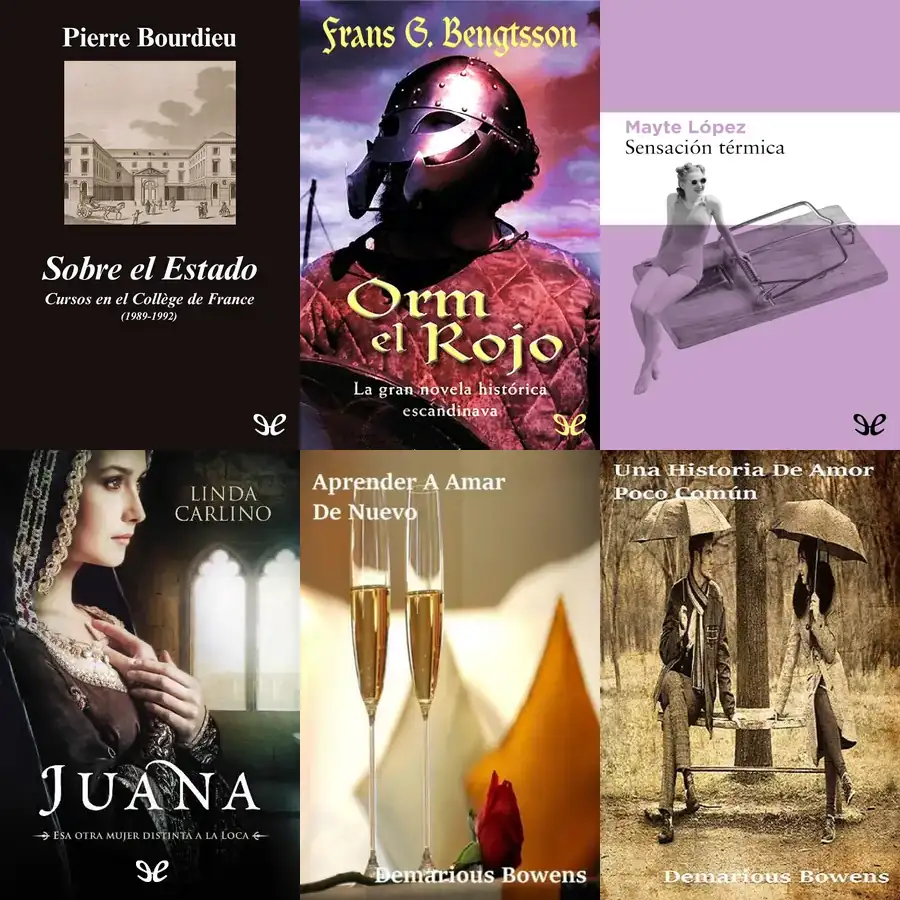 Pierre Bourdieu
Sobre el Estado
Cursos en el Collège de France
(1989-1992)
Frans G. Bengtsson
Orm
el Rojo
La gran novela histórica
escandinava
Mayte López
Sensación térmica
LINDA
CARLINO
JUANA
ESA OTRA MUJER DISTINTA A LA LOCA
Aprender A Amar
De Nuevo
Demarious Bowens
Una Historia De Amor
Poco Común
Demarious Bowens